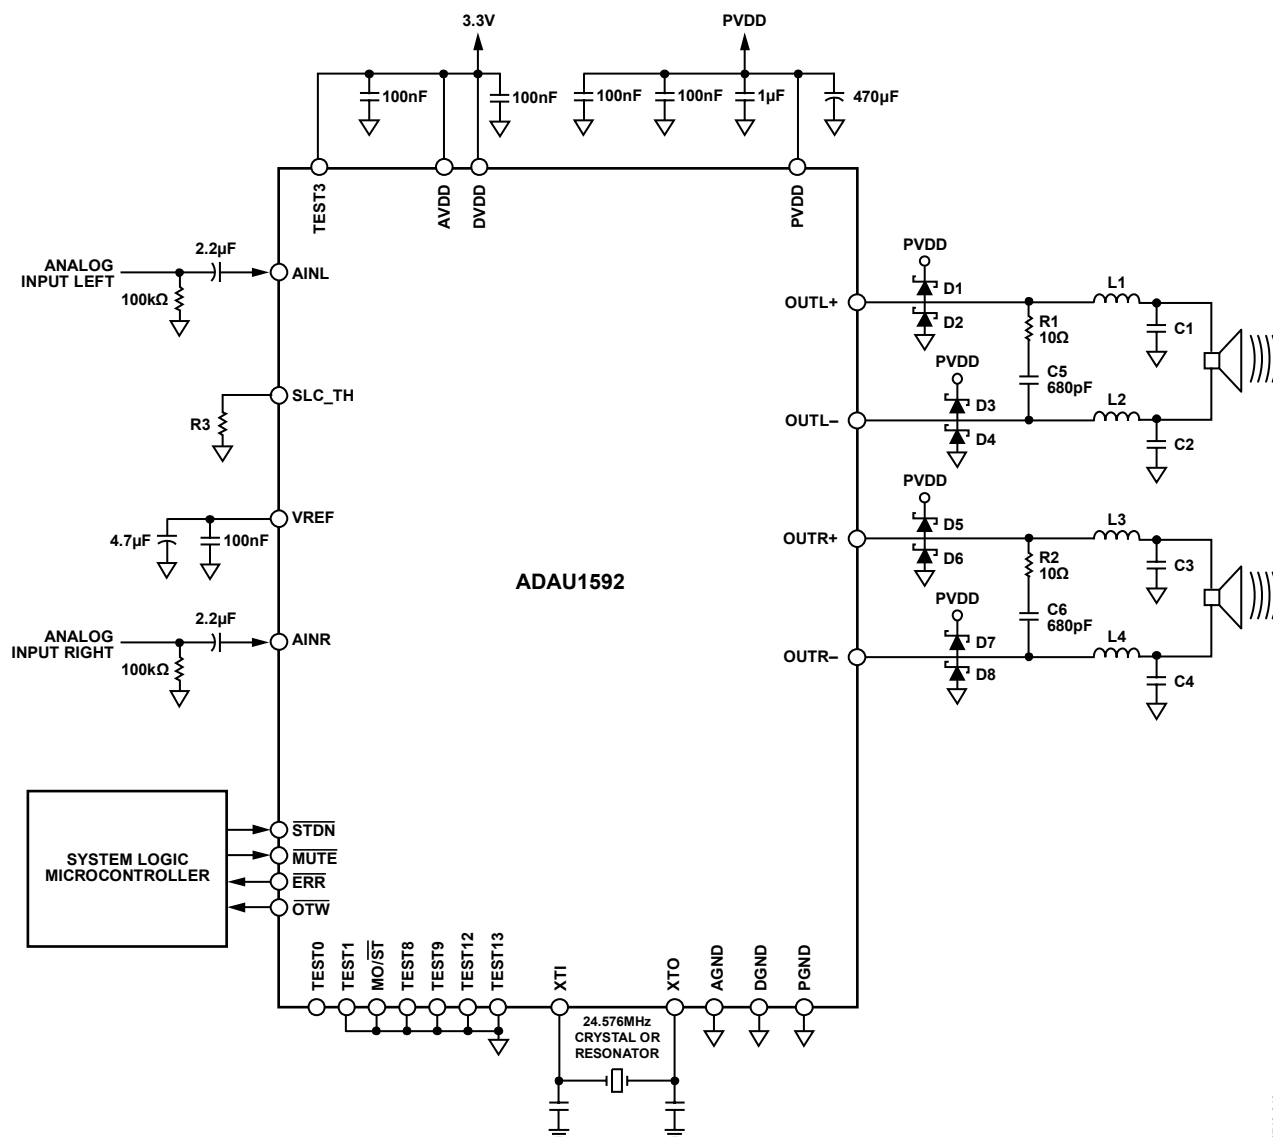 3.3V
PVDD
100nF
100nF
100nF
100nF
1µF
470µF
TEST3
AVDD
DVDD
PVDD
ANALOG
INPUT LEFT
2.2µF
100kΩ
AINL
SLC_TH
R3
VREF
4.7µF
100nF
ANALOG
INPUT RIGHT
2.2µF
100kΩ
AINR
ADAU1592
OUTL+
PVDD
D1
D2
R1
10Ω
C5
680pF
L1
C1
OUTL–
PVDD
D3
D4
L2
C2
OUTR+
PVDD
D5
D6
R2
10Ω
C6
680pF
L3
C3
OUTR–
PVDD
D7
D8
L4
C4
SYSTEM LOGIC
MICROCONTROLLER
STDN
MUTE
ERR
OTW
TEST0
TEST1
MO/ST
TEST8
TEST9
TEST12
TEST13
XTI
XTO
AGND
DGND
PGND
24.576MHz
CRYSTAL OR
RESONATOR